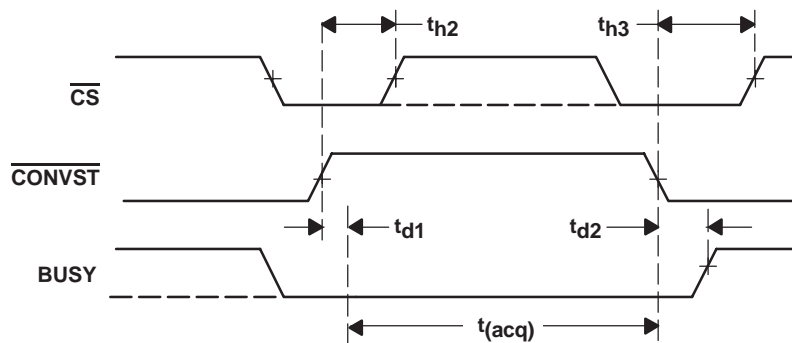 th2
th3
CS
CONVST
td1
td2
BUSY
t(acq)